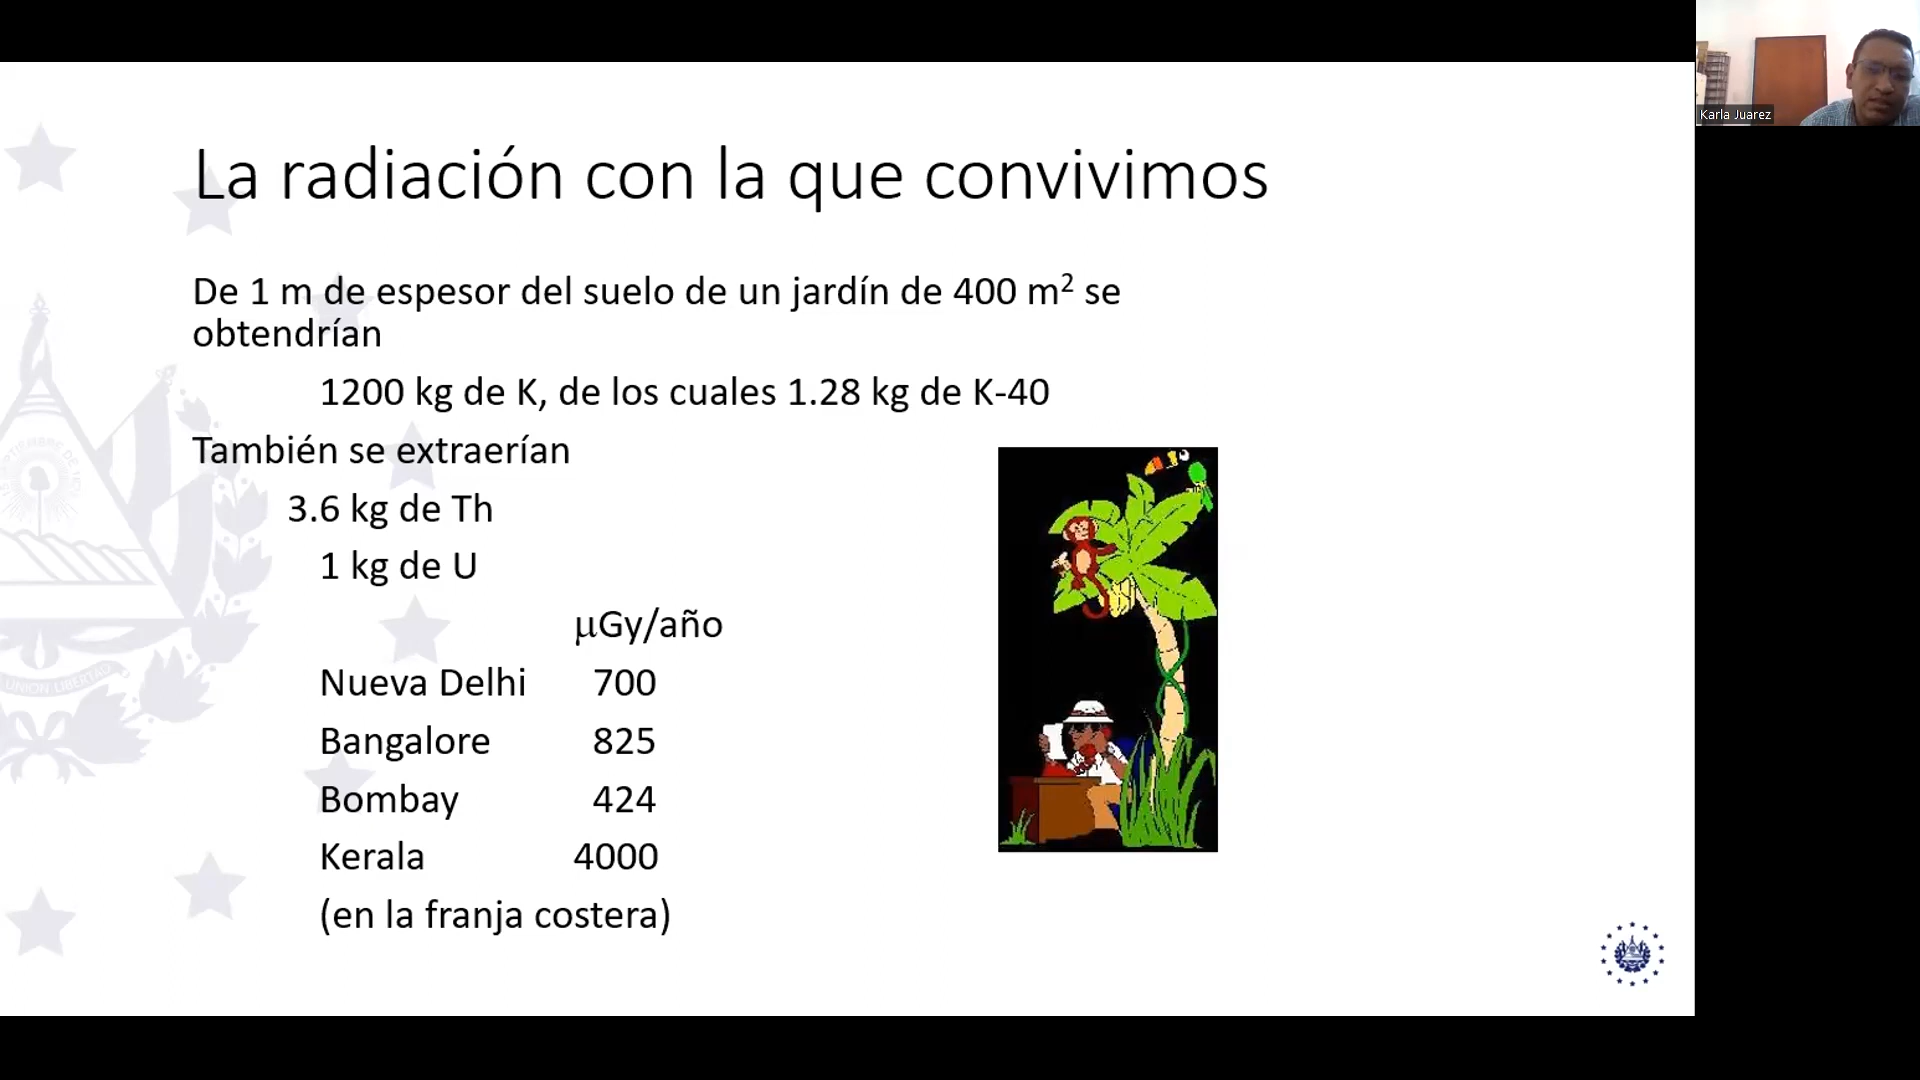 Karla Juarez
La radiación con la que convivimos
De 1 m de espesor del suelo de un jardín de 400 m² se
obtendrían
1200 kg de K, de los cuales 1.28 kg de K-40
También se extraerían
3.6 kg de Th
1 kg de U
μGy/año
Nueva Delhi 700
Bangalore 825
Bombay 424
Kerala 4000
(en la franja costera)
UNION LIBERTAD